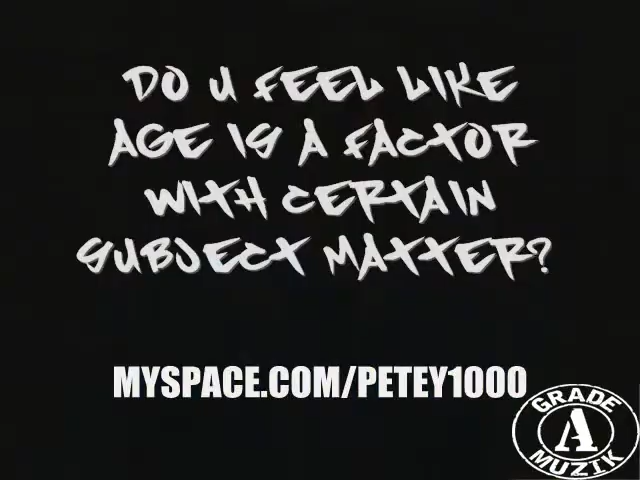 DO U FEEL LIKE
AGE IS A FACTOR
WITH CERTAIN
SUBJECT MATTER?
MYSPACE.COM/PETEY1000
GRADE
A
MUZIK